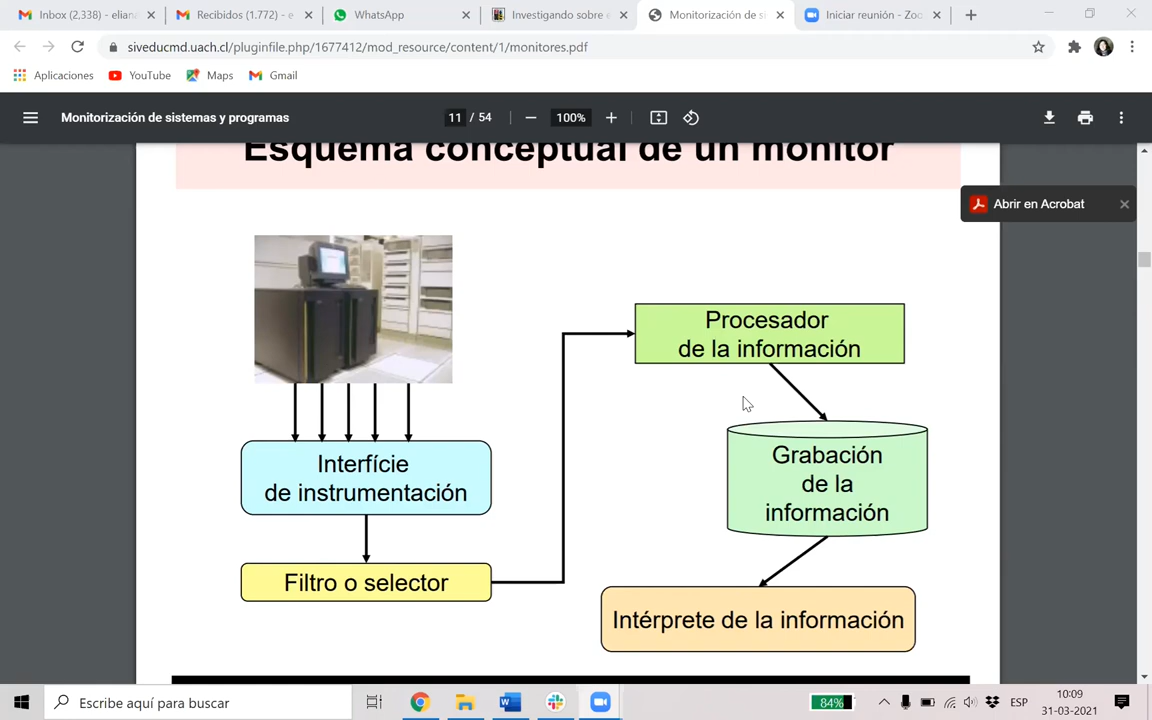 Inbox (2,338) - eliana
Recibidos (1.772) - e
WhatsApp
Investigando sobre e
Monitorización de si
Iniciar reunión - Zoo
siveducmd.uach.cl/pluginfile.php/1677412/mod_resource/content/1/monitores.pdf
Aplicaciones
YouTube
Maps
Gmail
Monitorización de sistemas y programas
11 / 54
100%
Esquema conceptual de un monitor
Abrir en Acrobat
Procesador
de la información
Interfície
de instrumentación
Grabación
de la
información
Filtro o selector
Intérprete de la información
Escribe aquí para buscar
84%
ESP
10:09
31-03-2021